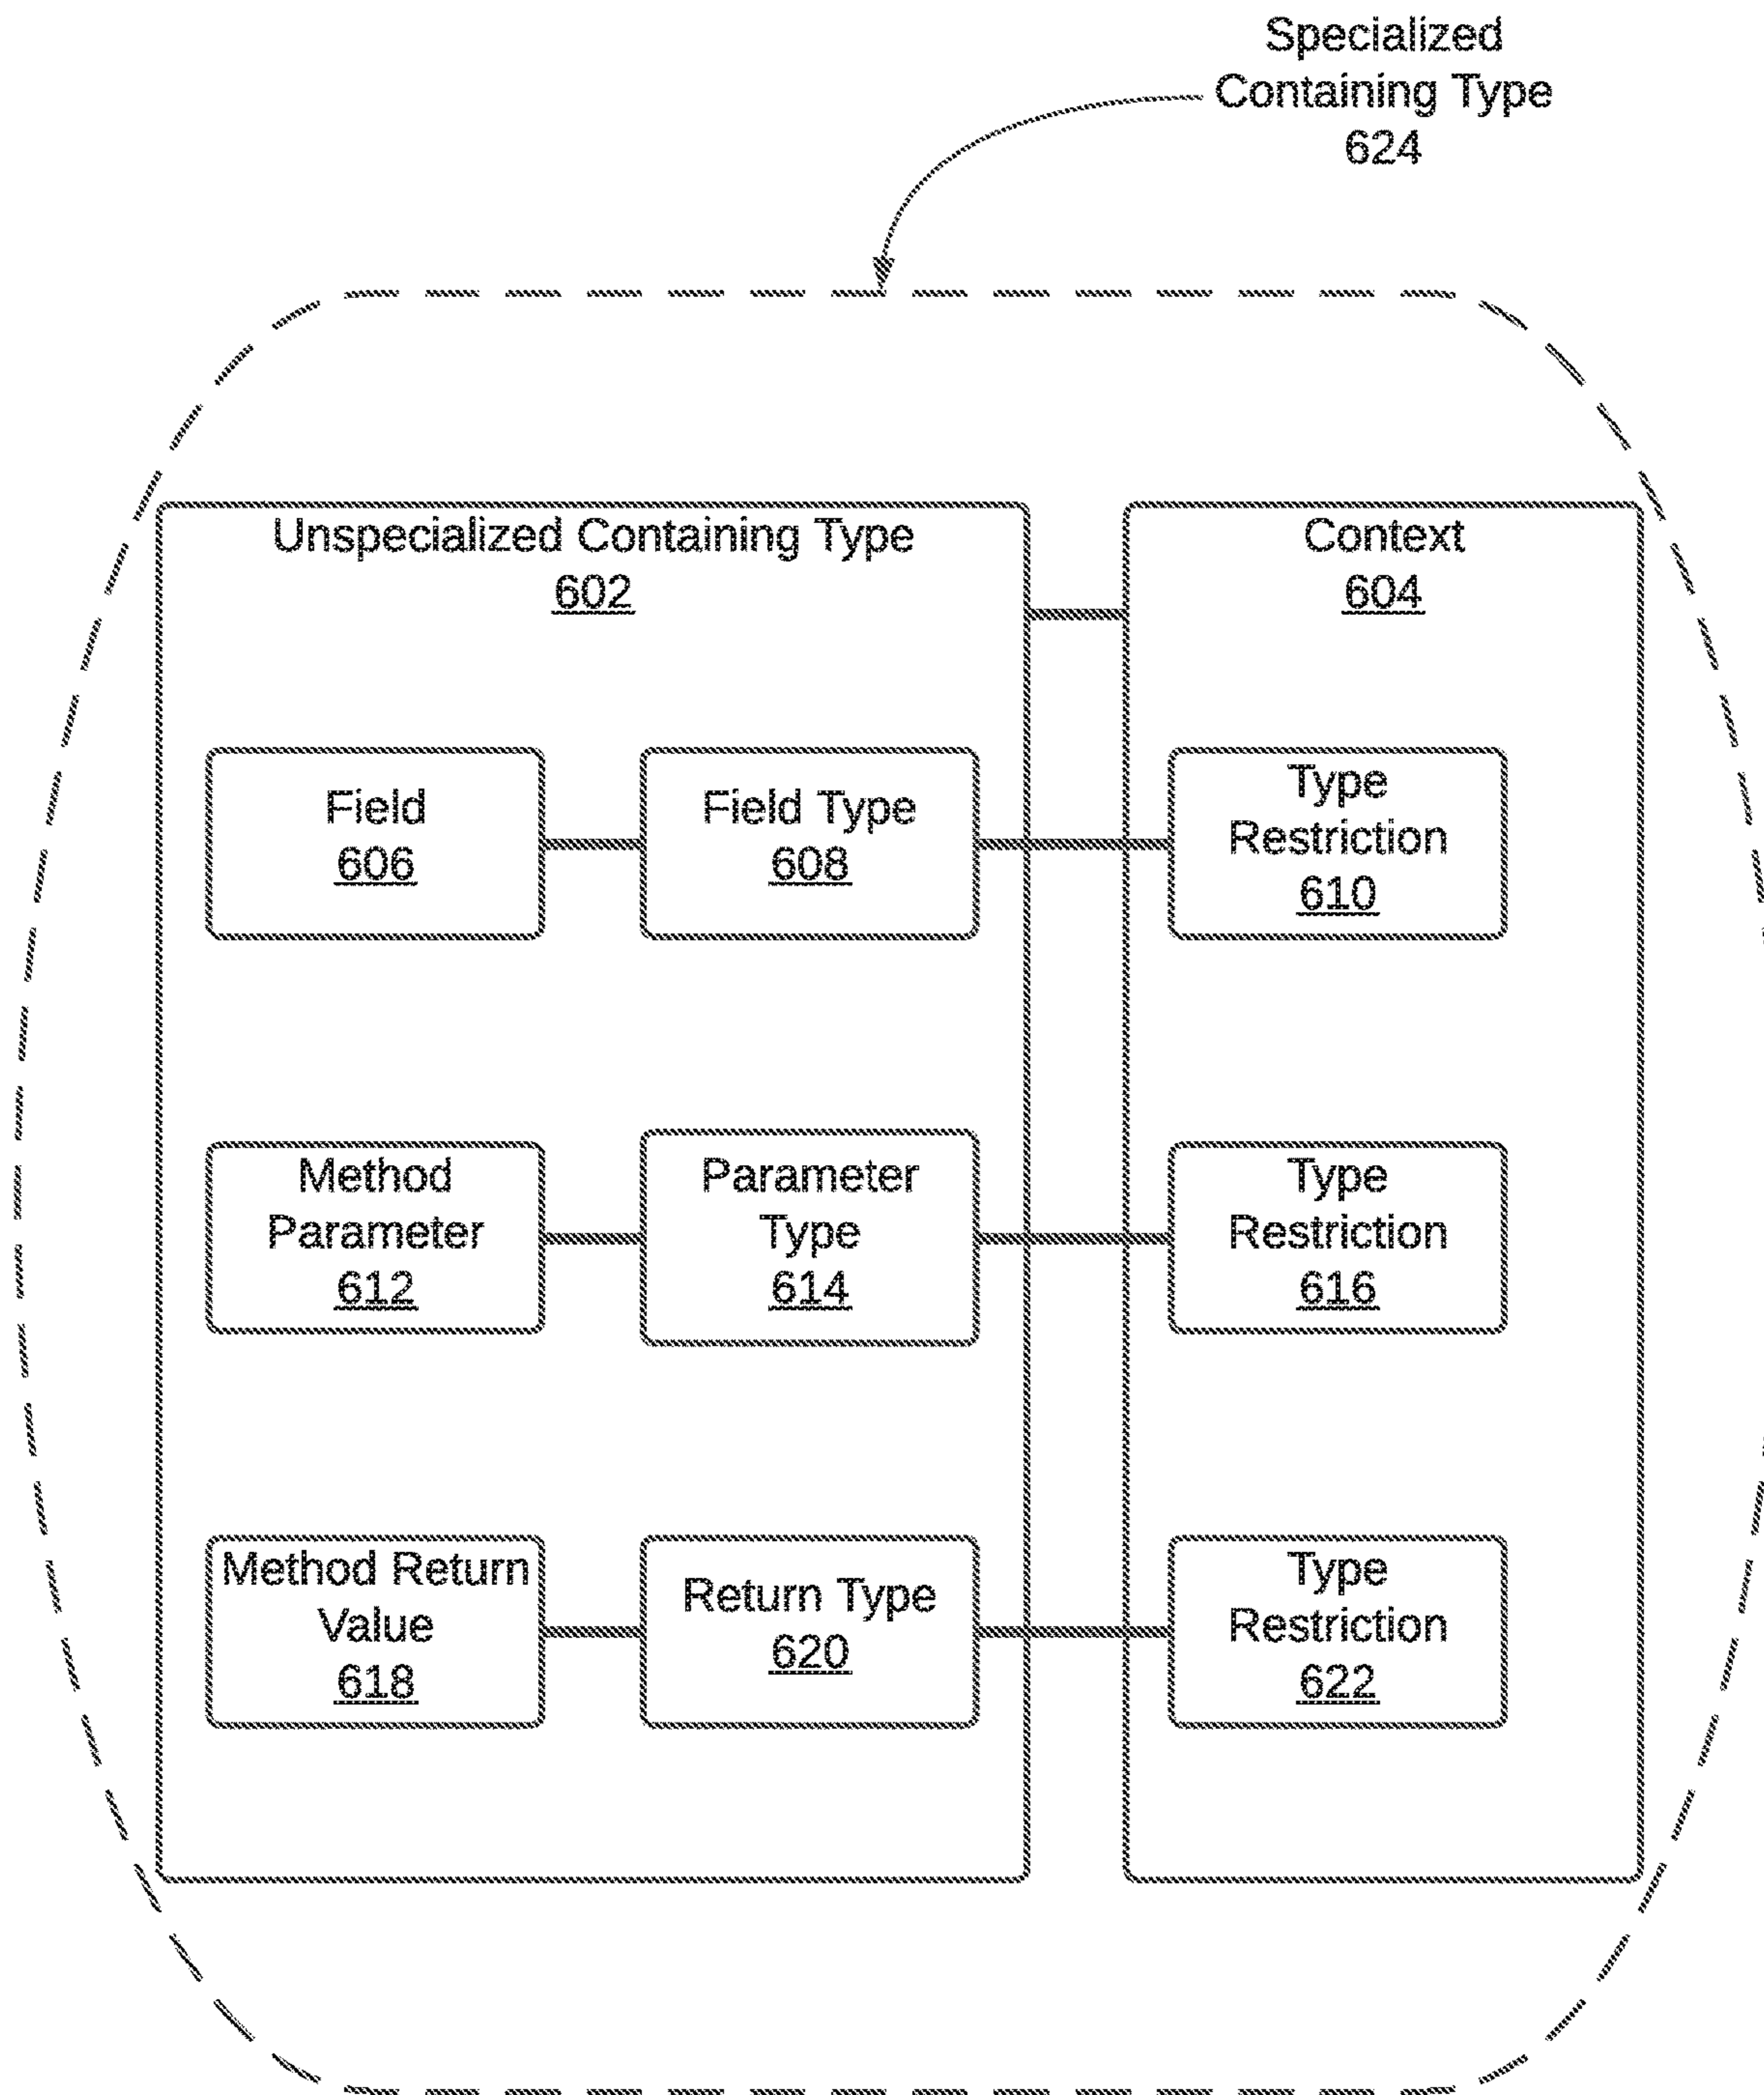 Specialized
Containing Type
624
Unspecialized Containing Type
602
Context
604
Field
606
Field Type
608
Type
Restriction
610
Method
Parameter
612
Parameter
Type
614
Type
Restriction
616
Method Return
Value
618
Return Type
620
Type
Restriction
622